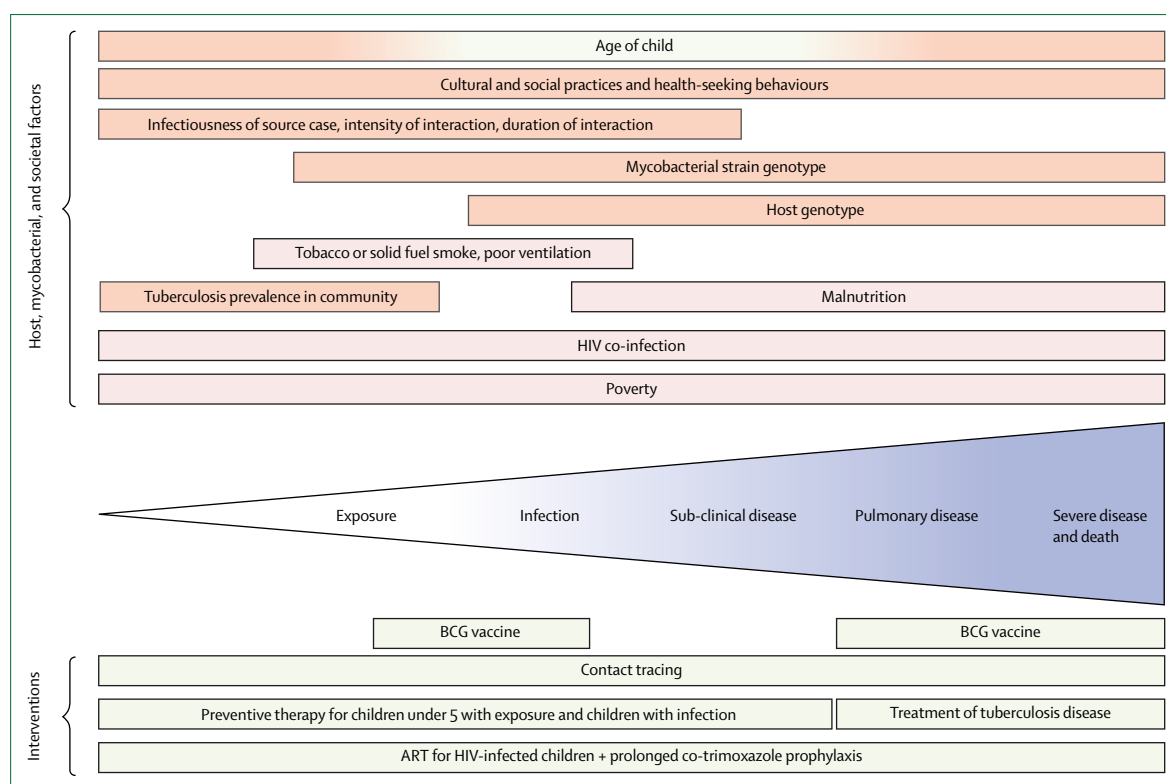 Host, mycobacterial, and societal factors
Age of child
Cultural and social practices and health-seeking behaviours
Infectiousness of source case, intensity of interaction, duration of interaction
Mycobacterial strain genotype
Host genotype
Tobacco or solid fuel smoke, poor ventilation
Tuberculosis prevalence in community
Malnutrition
HIV co-infection
Poverty
Exposure
Infection
Sub-clinical disease
Pulmonary disease
Severe disease
and death
BCG vaccine
BCG vaccine
Interventions
Contact tracing
Preventive therapy for children under 5 with exposure and children with infection
Treatment of tuberculosis disease
ART for HIV-infected children + prolonged co-trimoxazole prophylaxis